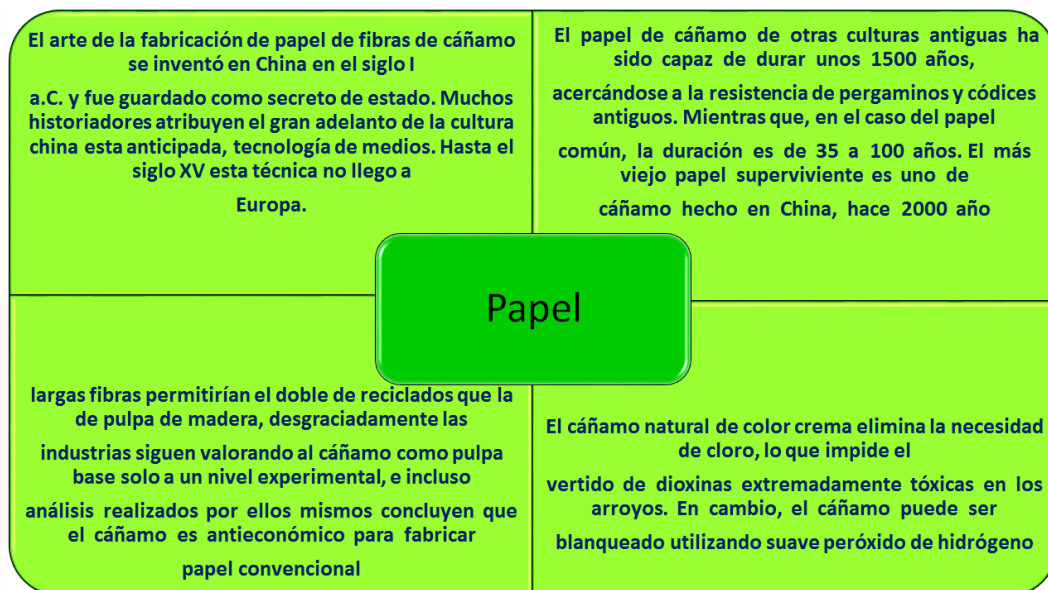 El arte de la fabricación de papel de fibras de cáñamo
se inventó en China en el siglo I
a.C. y fue guardado como secreto de estado. Muchos
historiadores atribuyen el gran adelanto de la cultura
china esta anticipada, tecnología de medios. Hasta el
siglo XV esta técnica no llego a
Europa.
El papel de cáñamo de otras culturas antiguas ha
sido capaz de durar unos 1500 años,
acercándose a la resistencia de pergaminos y códices
antiguos. Mientras que, en el caso del papel
común, la duración es de 35 a 100 años. El más
viejo papel superviviente es uno de
cáñamo hecho en China, hace 2000 año
Papel
largas fibras permitirían el doble de reciclados que la
de pulpa de madera, desgraciadamente las
industrias siguen valorando al cáñamo como pulpa
base solo a un nivel experimental, e incluso
análisis realizados por ellos mismos concluyen que
el cáñamo es antieconómico para fabricar
papel convencional
El cáñamo natural de color crema elimina la necesidad
de cloro, lo que impide el
vertido de dioxinas extremadamente tóxicas en los
arroyos. En cambio, el cáñamo puede ser
blanqueado utilizando suave peróxido de hidrógeno